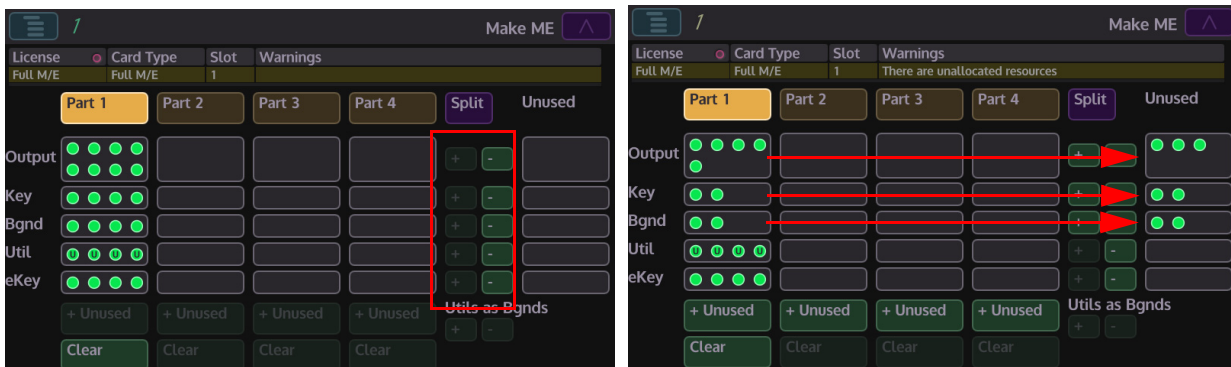 1 Make ME
License Card Type Slot Warnings
Full M/E Full M/E 1
Part 1 Part 2 Part 3 Part 4 Split Unused
Output + -
Key + -
Bgnd + -
Util U U U U + -
eKey + -
+ Unused + Unused + Unused + Unused Utils as Bgnds
+ -
Clear Clear Clear Clear
1 Make ME
License Card Type Slot Warnings
Full M/E Full M/E 1 There are unallocated resources
Part 1 Part 2 Part 3 Part 4 Split Unused
Output +
Key +
Bgnd +
Util U U U U + -
eKey + -
+ Unused + Unused + Unused + Unused Utils as Bgnds
+ -
Clear Clear Clear Clear